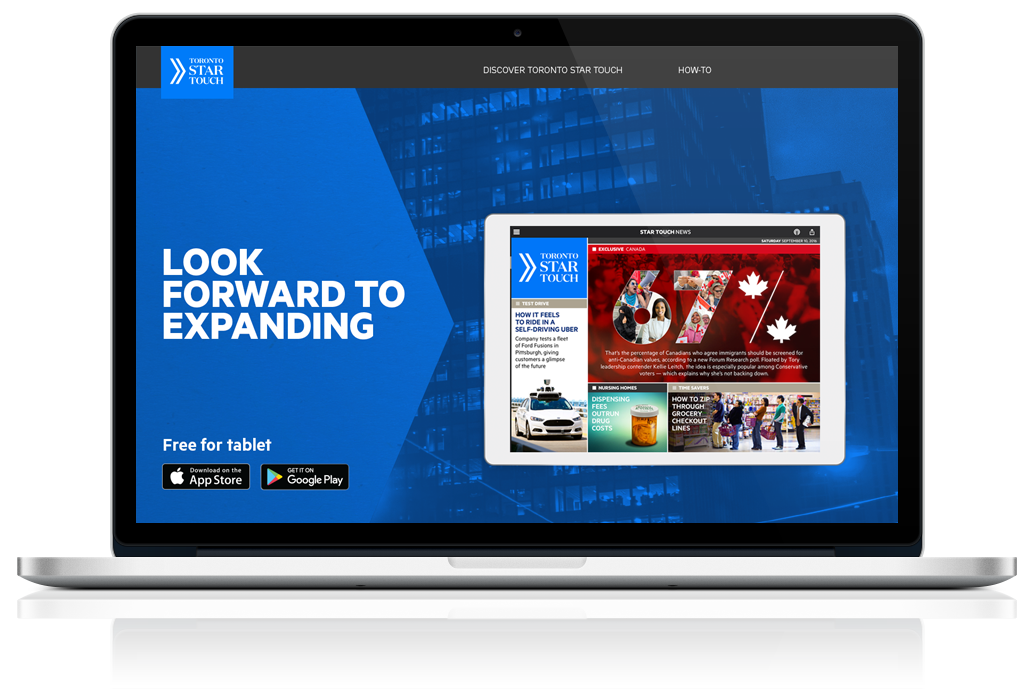 TORONTO
STAR
TOUCH
DISCOVER TORONTO STAR TOUCH
HOW-TO
LOOK
FORWARD TO
EXPANDING
Free for tablet
Download on the
App Store
GET IT ON
Google Play
STAR TOUCH NEWS
SATURDAY SEPTEMBER 10, 2016
TORONTO
STAR
TOUCH
EXCLUSIVE CANADA
67%
That's the percentage of Canadians who agree immigrants should be screened for
anti-Canadian values, according to a new Forum Research poll. Floated by Tory
leadership contender Kellie Leitch, the idea is especially popular among Conservative
voters — which explains why she's not backing down.
TEST DRIVE
HOW IT FEELS
TO RIDE IN A
SELF-DRIVING UBER
Company tests a fleet
of Ford Fusions in
Pittsburgh, giving
customers a glimpse
of the future
NURSING HOMES
DISPENSING
FEES
OUTRUN
DRUG
COSTS
TIME SAVERS
HOW TO ZIP
THROUGH
GROCERY
CHECKOUT
LINES